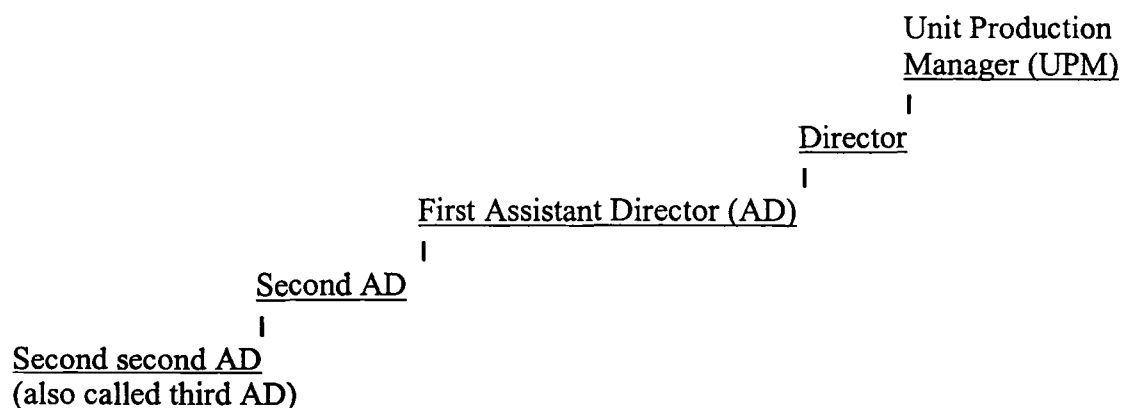 Unit Production
Manager (UPM)
Director
First Assistant Director (AD)
Second AD
Second second AD
(also called third AD)